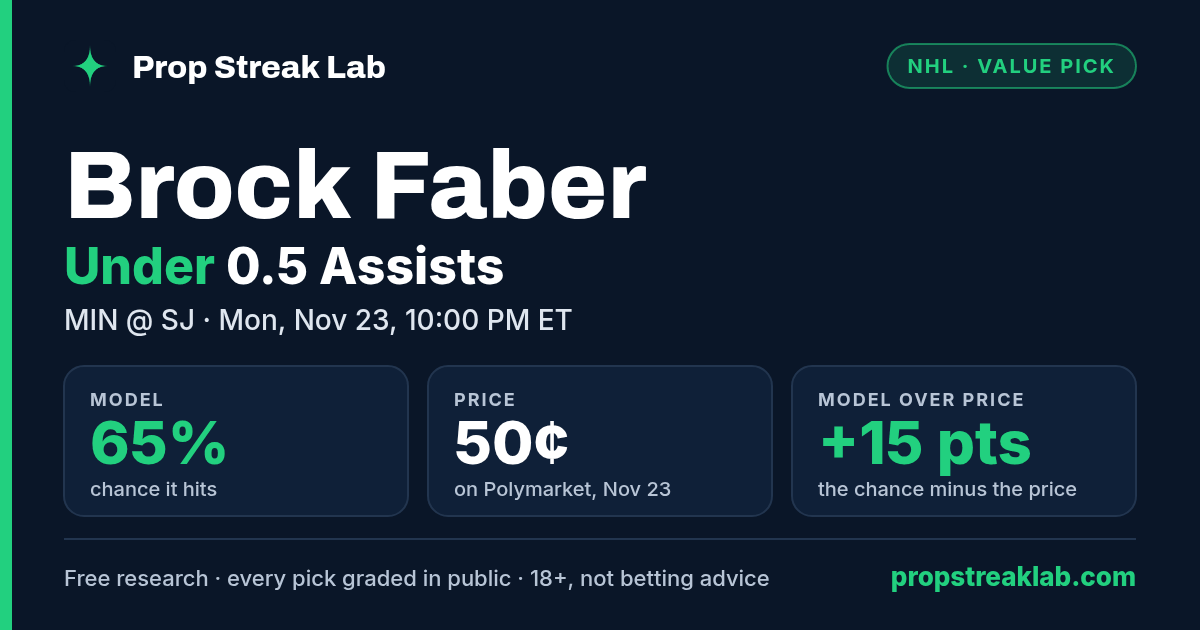 Prop Streak Lab
NHL · VALUE PICK
Brock Faber
Under 0.5 Assists
MIN @ SJ · Mon, Nov 23, 10:00 PM ET
MODEL
65%
chance it hits
PRICE
50¢
on Polymarket, Nov 23
MODEL OVER PRICE
+15 pts
the chance minus the price
Free research · every pick graded in public · 18+, not betting advice
propstreaklab.com